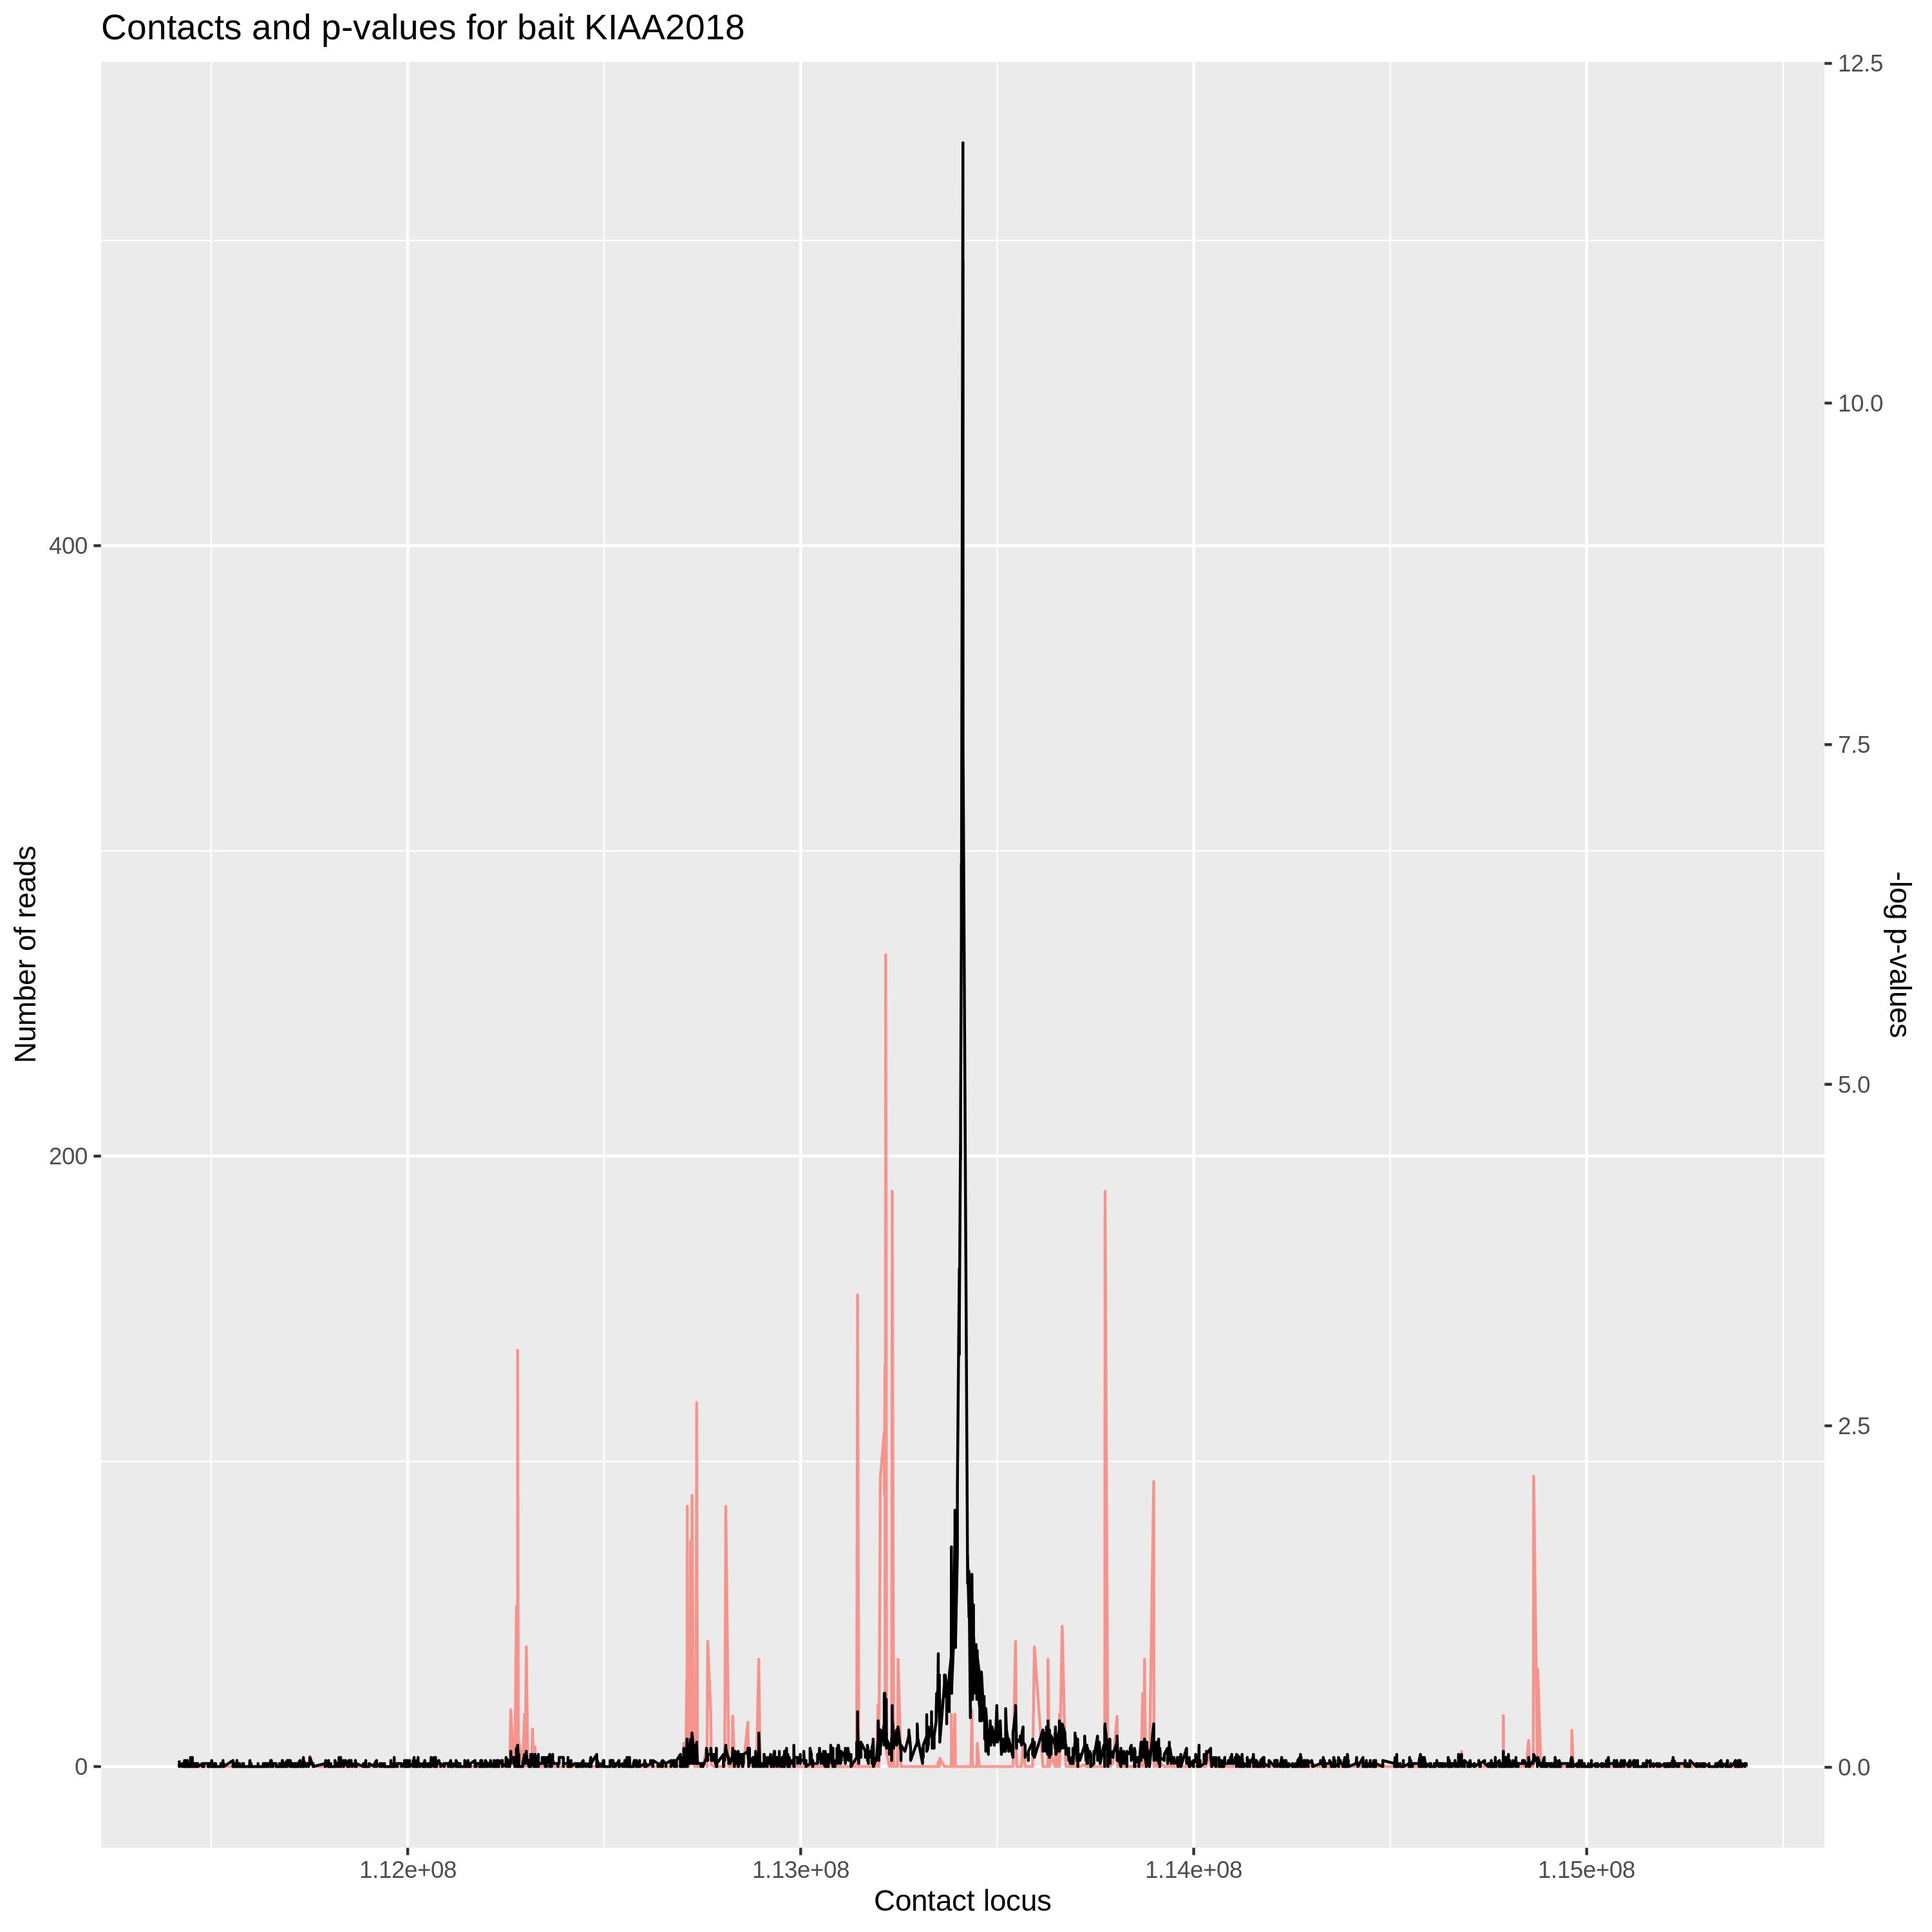 Contacts and p-values for bait KIAA2018
12.5
10.0
400
7.5
Number of reads
-log p-values
5.0
200
2.5
0
0.0
1.12e+08
1.13e+08
1.14e+08
1.15e+08
Contact locus